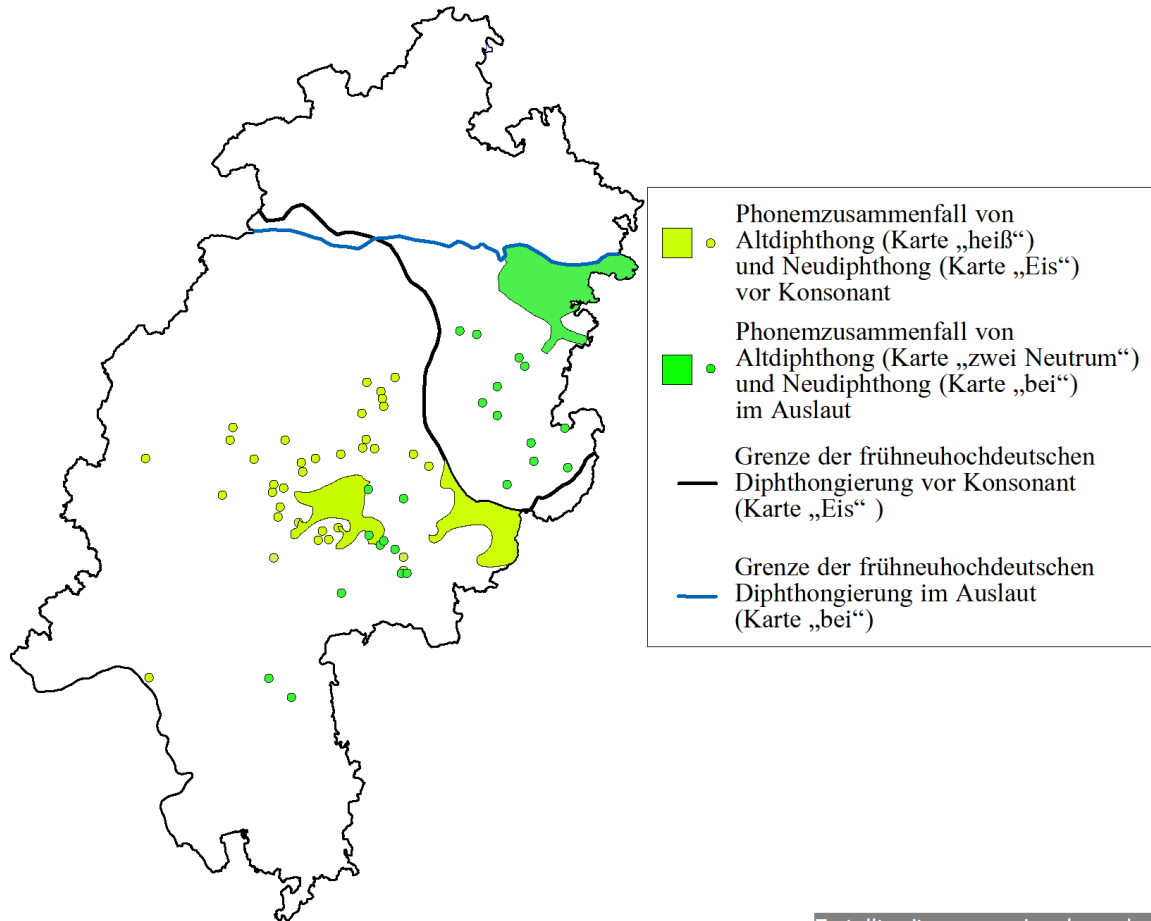 Phonemzusammenfall von
Altdiphthong (Karte „heiß“)
und Neudiphthong (Karte „Eis“)
vor Konsonant
Phonemzusammenfall von
Altdiphthong (Karte „zwei Neutrum“)
und Neudiphthong (Karte „bei“)
im Auslaut
Grenze der frühneuhochdeutschen
Diphthongierung vor Konsonant
(Karte „Eis“ )
Grenze der frühneuhochdeutschen
Diphthongierung im Auslaut
(Karte „bei“)